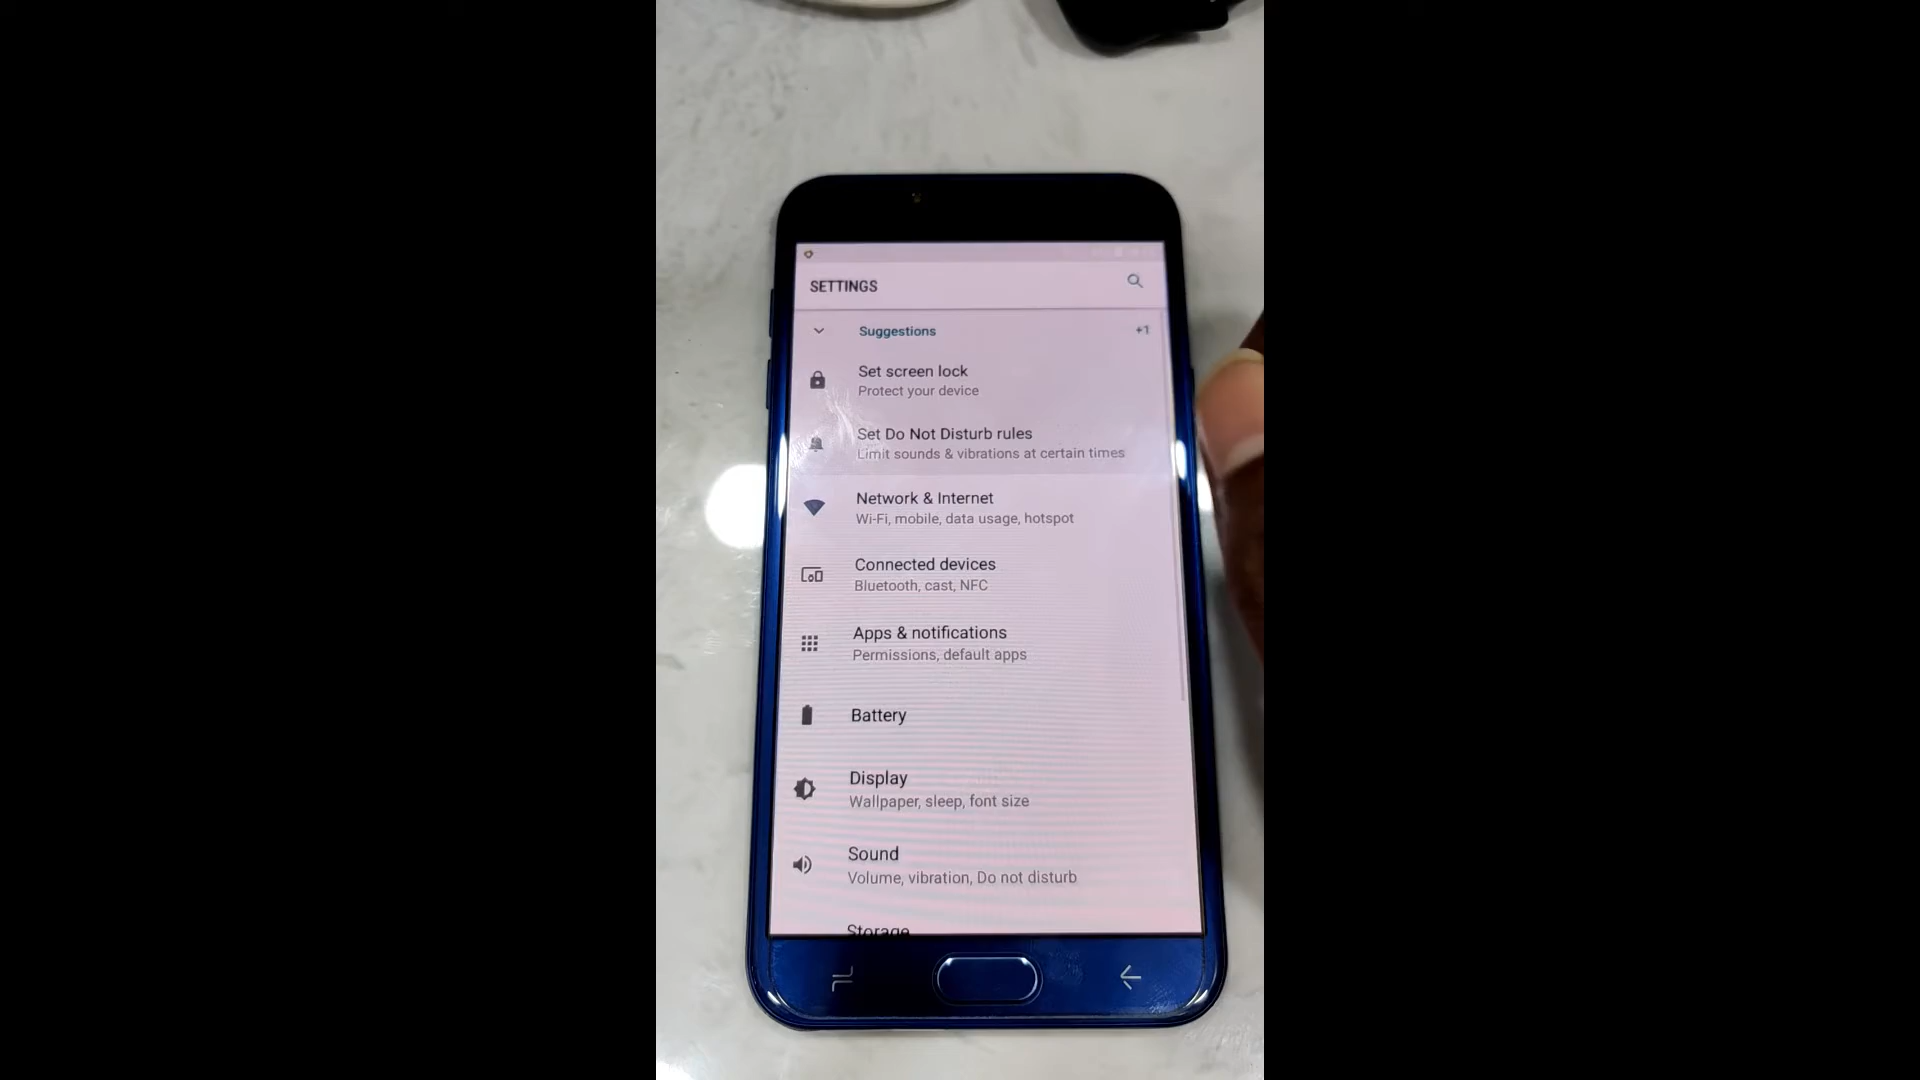 SETTINGS
Suggestions +1
Set screen lock
Protect your device
Set Do Not Disturb rules
Limit sounds & vibrations at certain times
Network & Internet
Wi-Fi, mobile, data usage, hotspot
Connected devices
Bluetooth, cast, NFC
Apps & notifications
Permissions, default apps
Battery
Display
Wallpaper, sleep, font size
Sound
Volume, vibration, Do not disturb
Storage